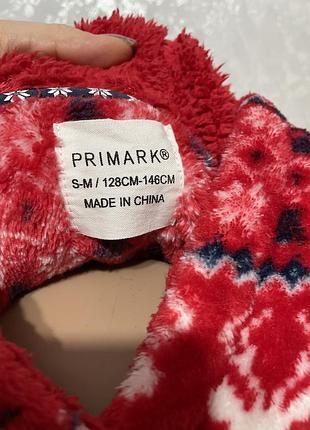 PRIMARK®
S-M / 128CM-146CM
MADE IN CHINA